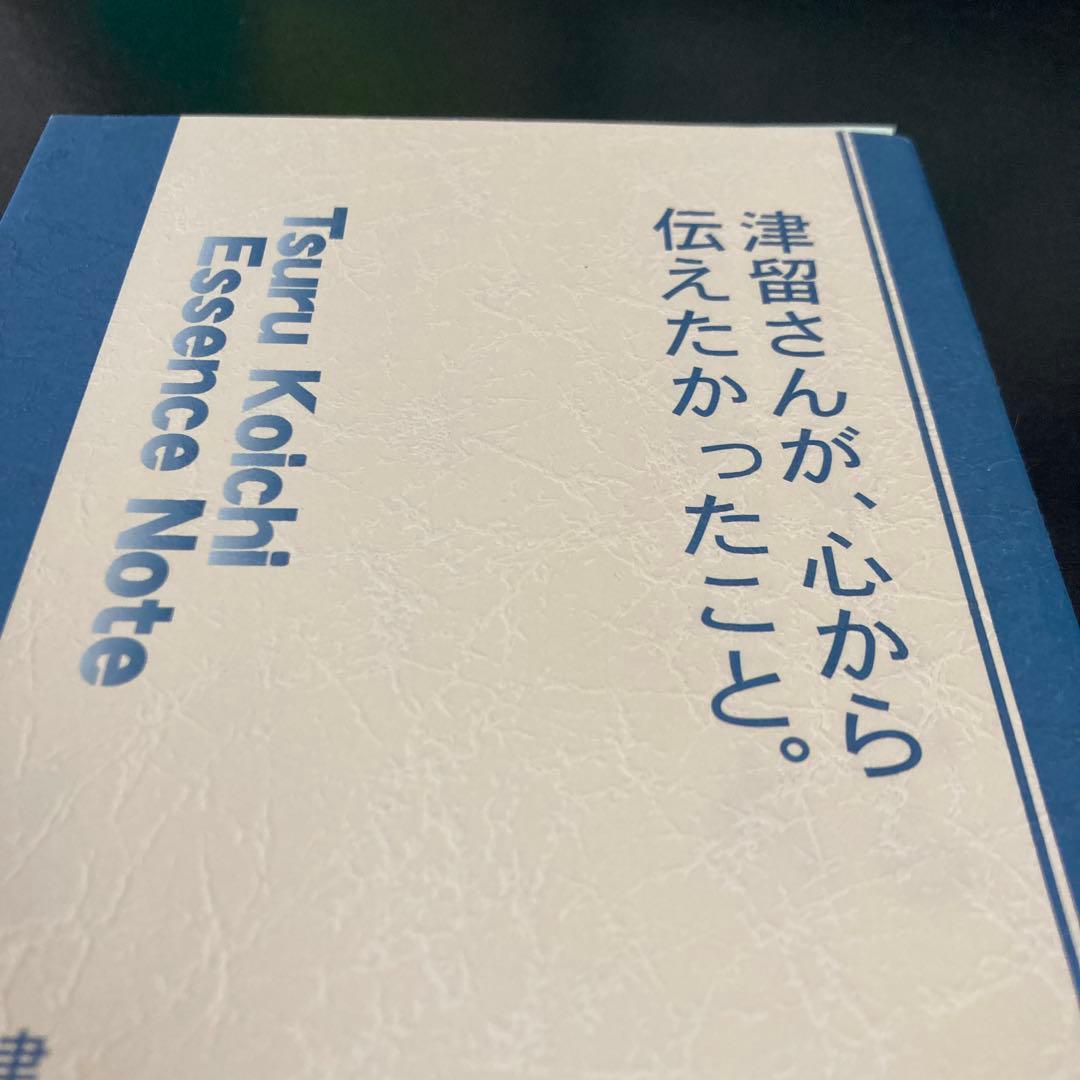 津留さんが、心から
伝えたかったこと。
Tsuru Koichi
Essence Note